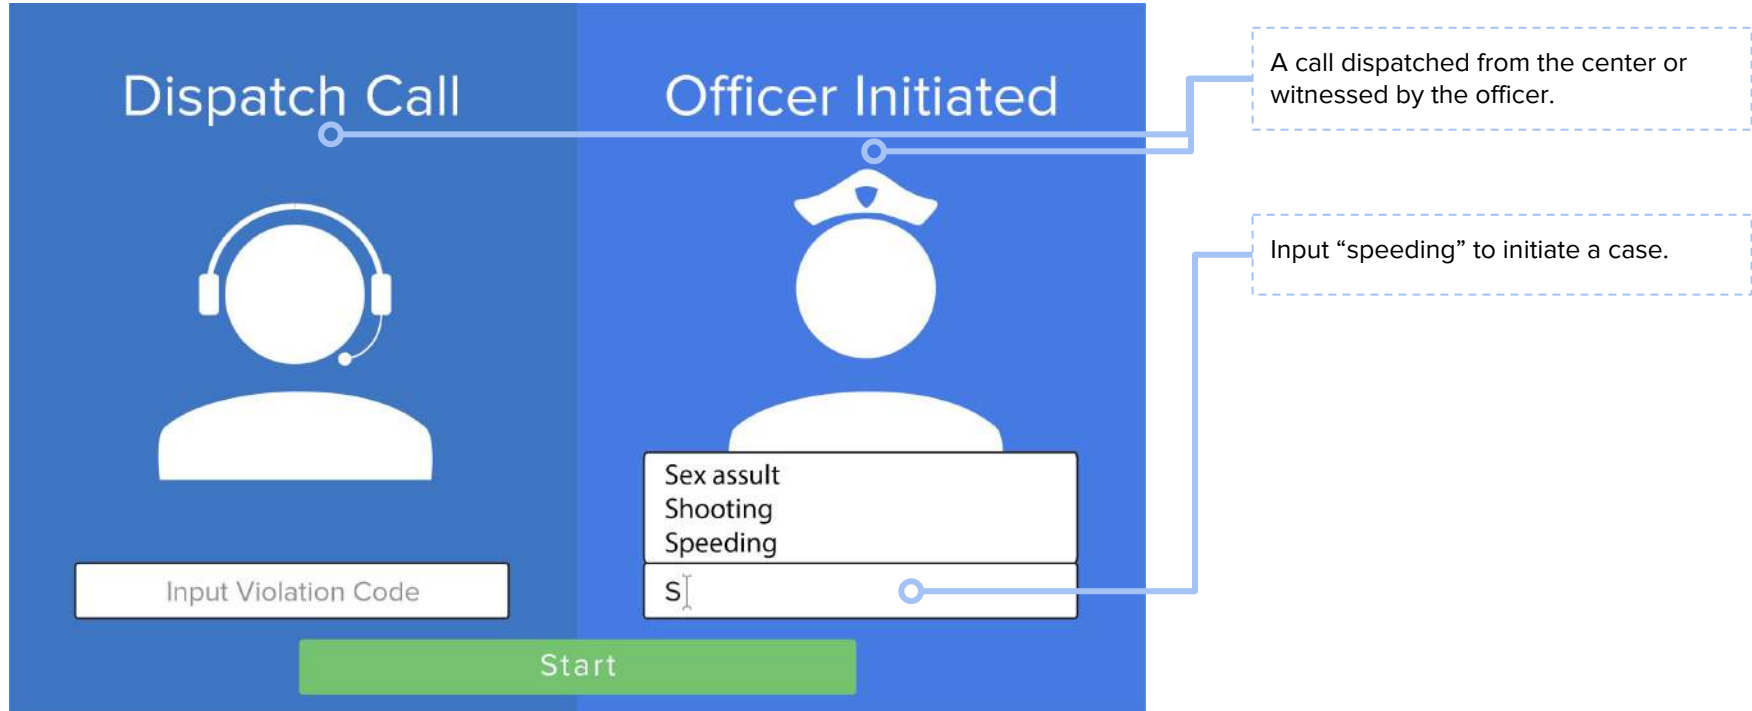 Dispatch Call
Officer Initiated
A call dispatched from the center or
witnessed by the officer.
Input “speeding” to initiate a case.
Sex assult
Shooting
Speeding
Input Violation Code
S
Start